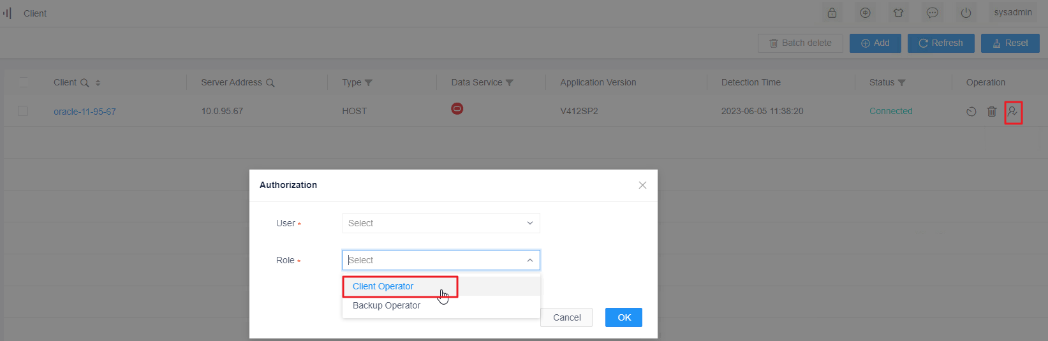 Client
sysadmin
Batch delete
Add
Refresh
Reset
Client Server Address Type Data Service Application Version Detection Time Status Operation
oracle-11-95-67 10.0.95.67 HOST V412SP2 2023-06-05 11:38:20 Connected
Authorization
User * Select
Role * Select
Client Operator
Backup Operator
Cancel OK